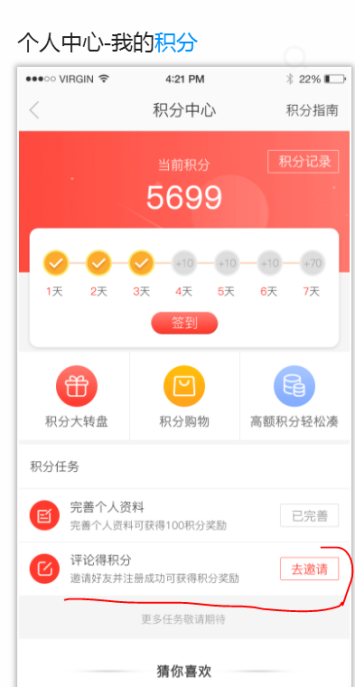 个人中心-我的积分
VIRGIN 4:21 PM 22%
积分中心 积分指南
当前积分 积分记录
5699
+10 +10 +10 +70
1天 2天 3天 4天 5天 6天 7天
签到
积分大转盘 积分购物 高额积分轻松凑
积分任务
完善个人资料
完善个人资料可获得100积分奖励 已完善
评论得积分
邀请好友并注册成功可获得积分奖励 去邀请
更多任务敬请期待
猜你喜欢